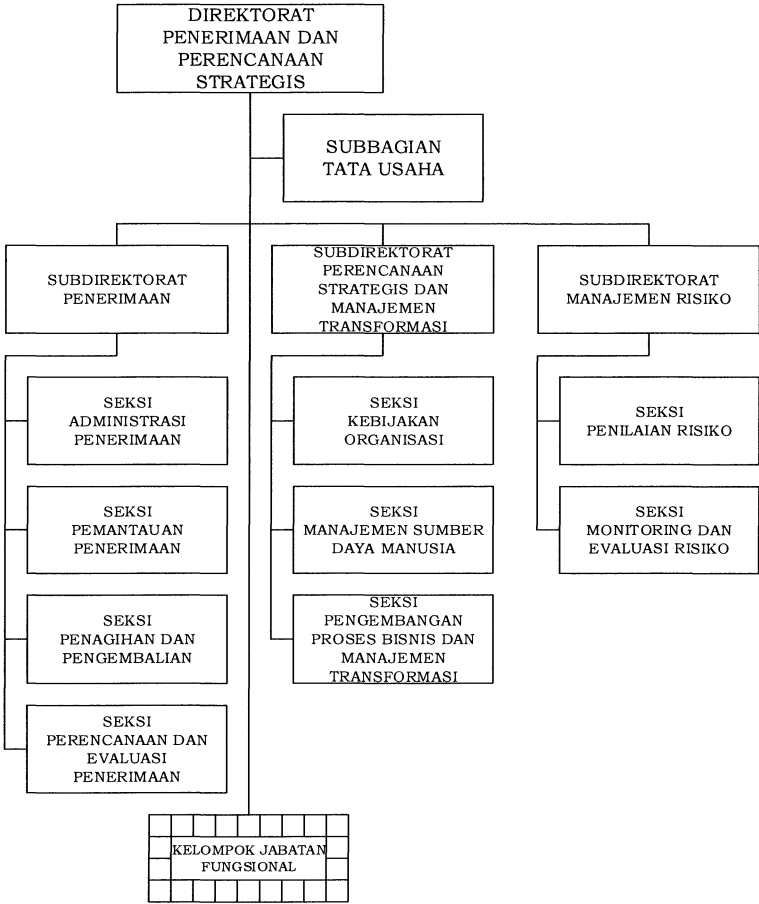 DIREKTORAT
PENERIMAAN DAN
PERENCANAAN
STRATEGIS
SUBBAGIAN
TATA USAHA
SUBDIREKTORAT
PENERIMAAN
SUBDIREKTORAT
PERENCANAAN
STRATEGIS DAN
MANAJEMEN
TRANSFORMASI
SUBDIREKTORAT
MANAJEMEN RISIKO
SEKSI
ADMINISTRASI
PENERIMAAN
SEKSI
KEBIJAKAN
ORGANISASI
SEKSI
PENILAIAN RISIKO
SEKSI
PEMANTAUAN
PENERIMAAN
SEKSI
MANAJEMEN SUMBER
DAYA MANUSIA
SEKSI
MONITORING DAN
EVALUASI RISIKO
SEKSI
PENAGIHAN DAN
PENGEMBALIAN
SEKSI
PENGEMBANGAN
PROSES BISNIS DAN
MANAJEMEN
TRANSFORMASI
SEKSI
PERENCANAAN DAN
EVALUASI
PENERIMAAN
KELOMPOK JABATAN
FUNGSIONAL